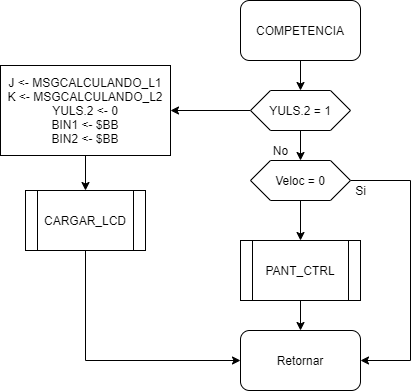 COMPETENCIA
J <- MSGCALCULANDO_L1
K <- MSGCALCULANDO_L2
YULS.2 <- 0
BIN1 <- $BB
BIN2 <- $BB
YULS.2 = 1
No
Veloc = 0
Si
CARGAR_LCD
PANT_CTRL
Retornar